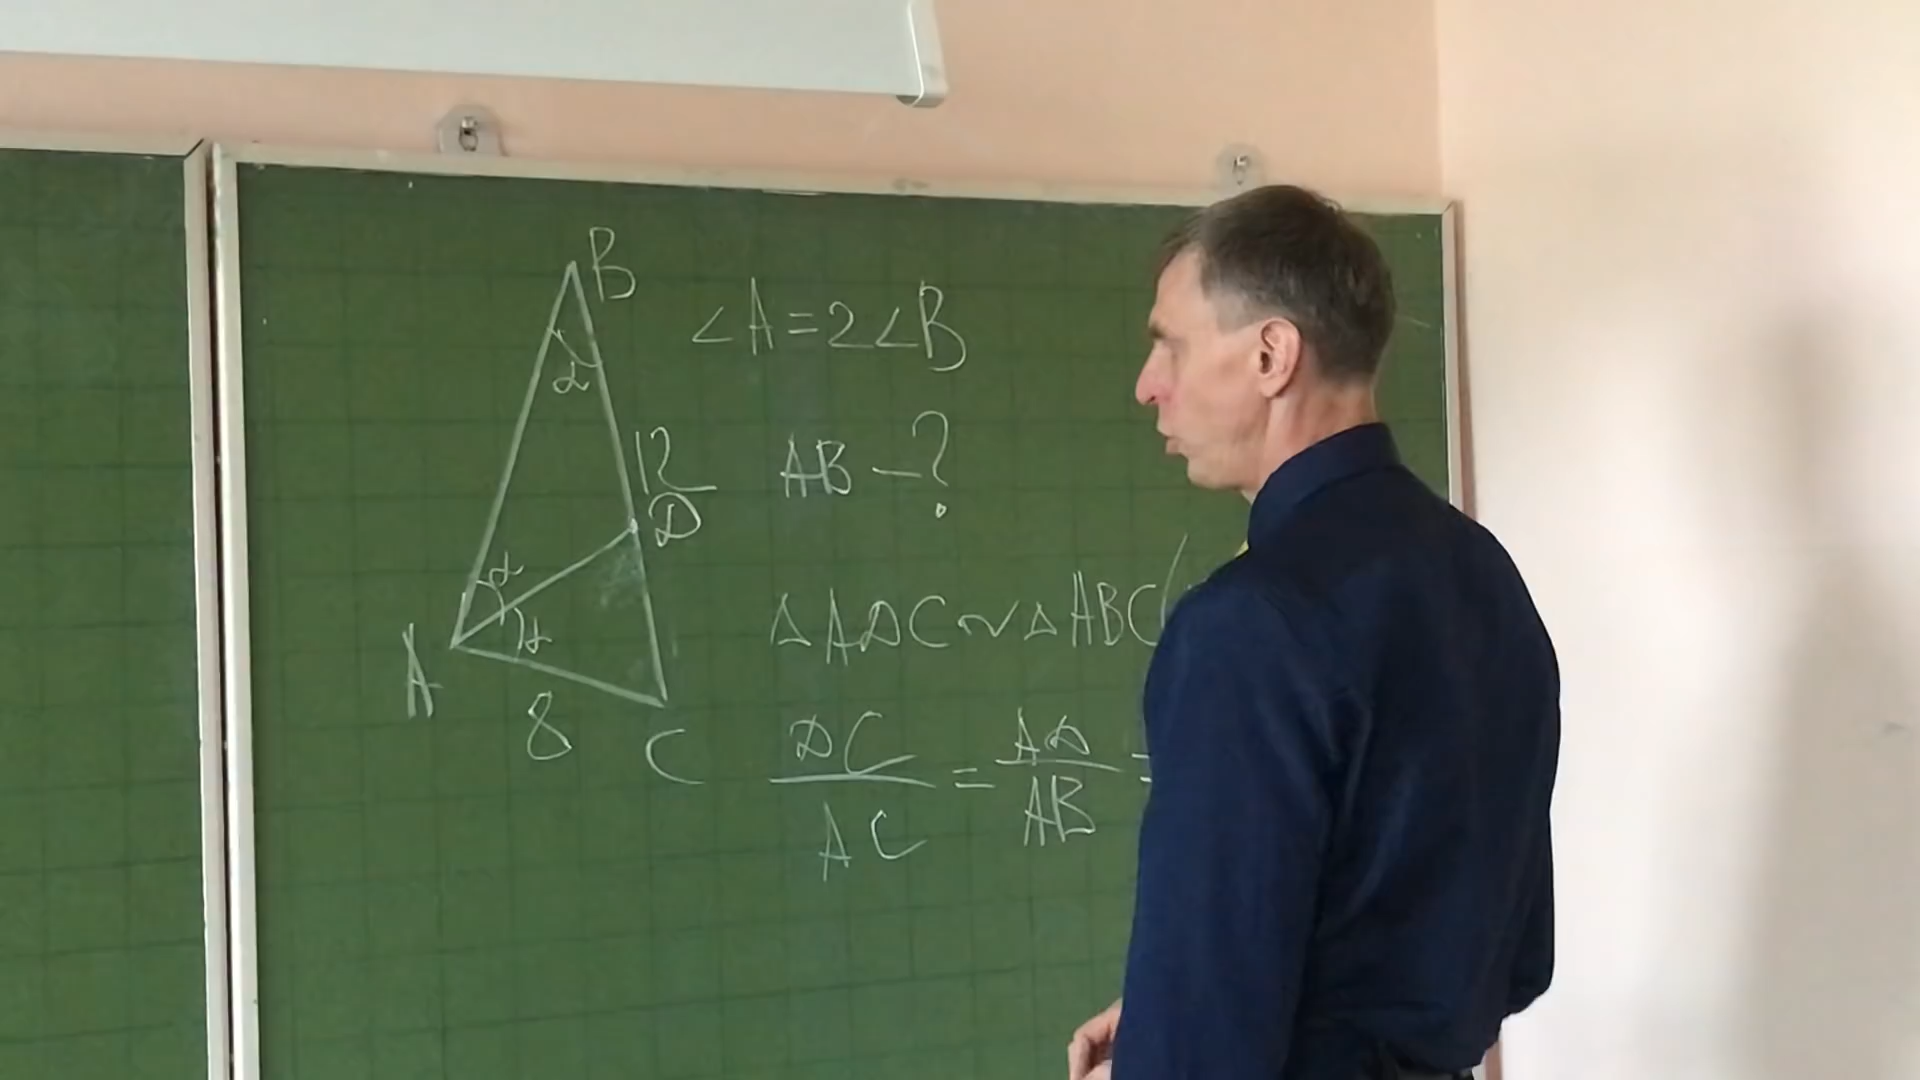 B
∠A=2∠B
α
12
AB – ?
D
α
α
△ADC ~ △ABC (
A
8
C
DC/AC = AD/AB =